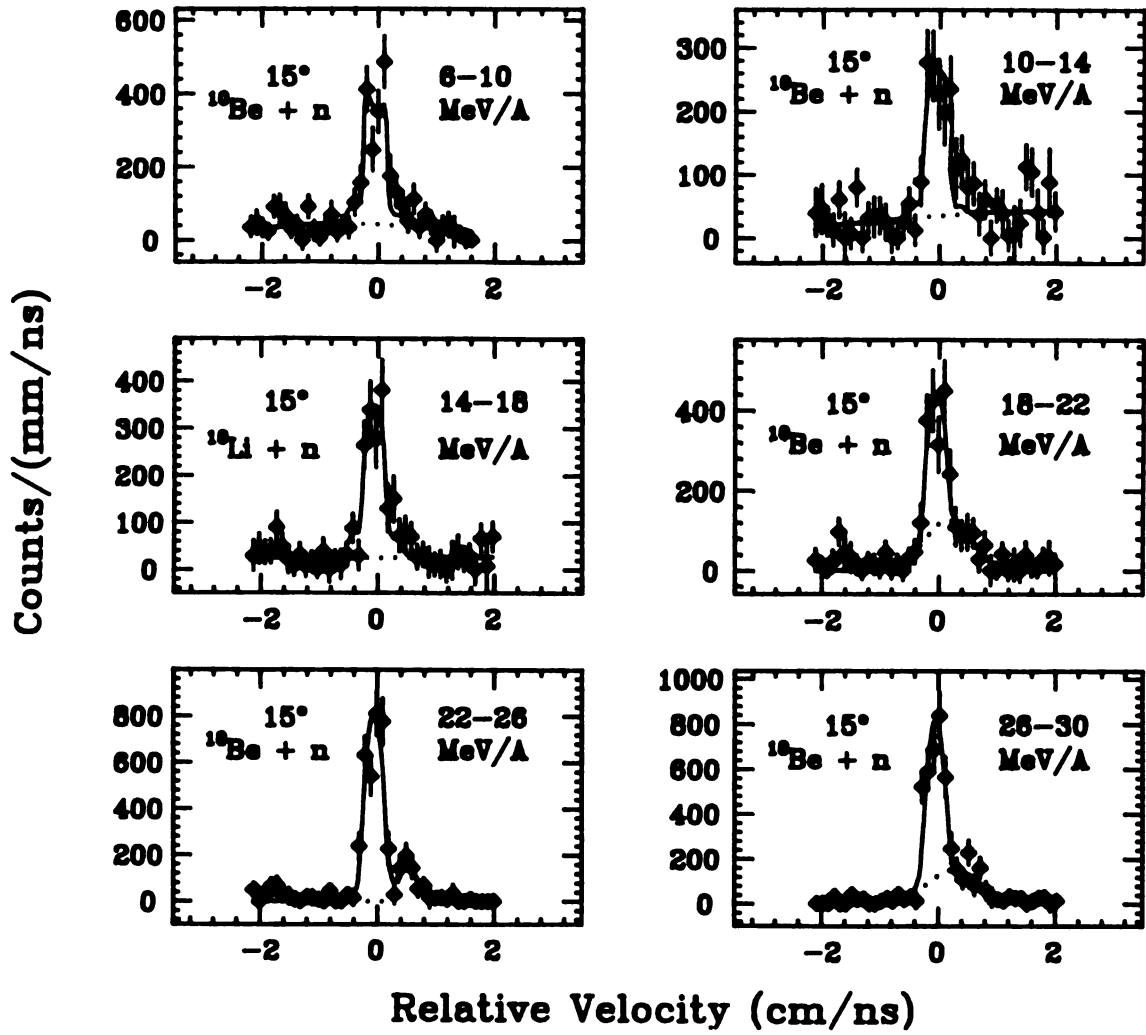 Counts/(mm/ns)
600
400
200
0
−2 0 2
15° 6−10
¹⁰Be + n MeV/A
300
200
100
0
−2 0 2
15° 10−14
¹⁰Be + n MeV/A
400
300
200
100
0
−2 0 2
15° 14−18
¹⁰Li + n MeV/A
400
200
0
−2 0 2
15° 18−22
¹⁰Be + n MeV/A
800
600
400
200
0
−2 0 2
15° 22−26
¹⁰Be + n MeV/A
1000
800
600
400
200
0
−2 0 2
15° 26−30
¹⁰Be + n MeV/A
Relative Velocity (cm/ns)